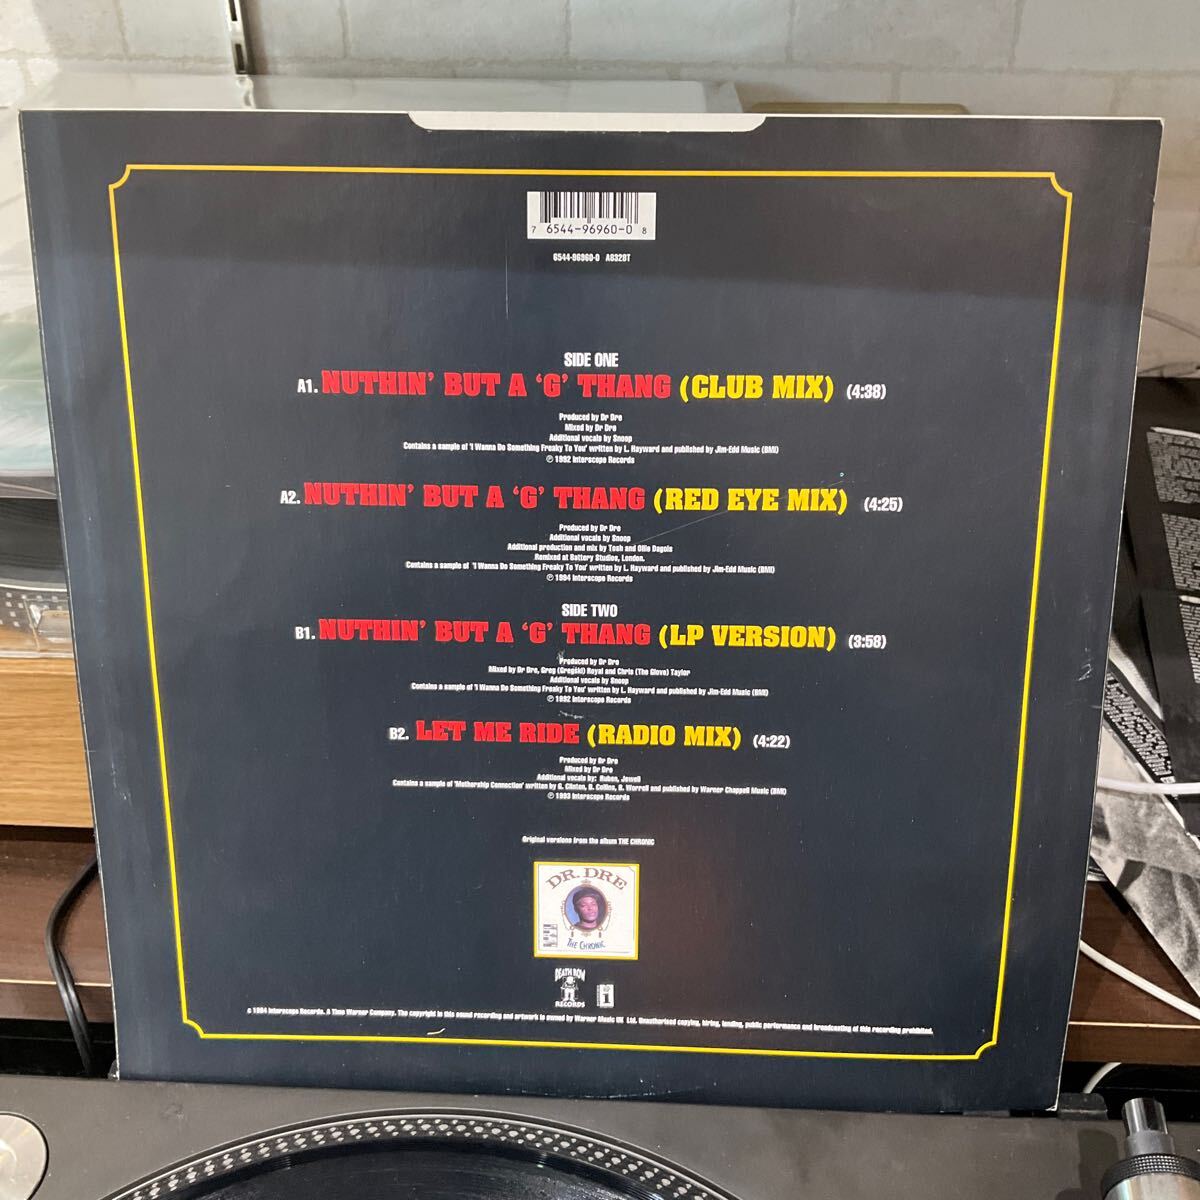 7 6544-96960-0 8
6544-96960-0 A8328T
SIDE ONE
A1. NUTHIN' BUT A 'G' THANG (CLUB MIX) (4:38)
Produced by Dr Dre
Mixed by Dr Dre
Additional vocals by Snoop
Contains a sample of 'I Wanna Do Something Freaky To You' written by L. Hayward and published by Jim-Edd Music (BMI)
℗ 1992 Interscope Records
A2. NUTHIN' BUT A 'G' THANG (RED EYE MIX) (4:25)
Produced by Dr Dre
Additional vocals by Snoop
Additional production and mix by Tosh and Ollie Dagois
Remixed at Battery Studios, London.
Contains a sample of 'I Wanna Do Something Freaky To You' written by L. Hayward and published by Jim-Edd Music (BMI)
℗ 1994 Interscope Records
SIDE TWO
B1. NUTHIN' BUT A 'G' THANG (LP VERSION) (3:58)
Produced by Dr Dre
Mixed by Dr Dre, Greg (Gregski) Royal and Chris (The Glove) Taylor
Additional vocals by Snoop
Contains a sample of 'I Wanna Do Something Freaky To You' written by L. Hayward and published by Jim-Edd Music (BMI)
℗ 1992 Interscope Records
B2. LET ME RIDE (RADIO MIX) (4:22)
Produced by Dr Dre
Mixed by Dr Dre
Additional vocals by: Ruben, Jewell
Contains a sample of 'Mothership Connection' written by G. Clinton, B. Collins, B. Worrell and published by Warner Chappell Music (BMI)
℗ 1993 Interscope Records
Original versions from the album THE CHRONIC
DR. DRE
THE CHRONIC
DEATH ROW
RECORDS
© 1994 Interscope Records. A Time Warner Company. The copyright in this sound recording and artwork is owned by Warner Music UK Ltd. Unauthorised copying, hiring, lending, public performance and broadcasting of this recording prohibited.